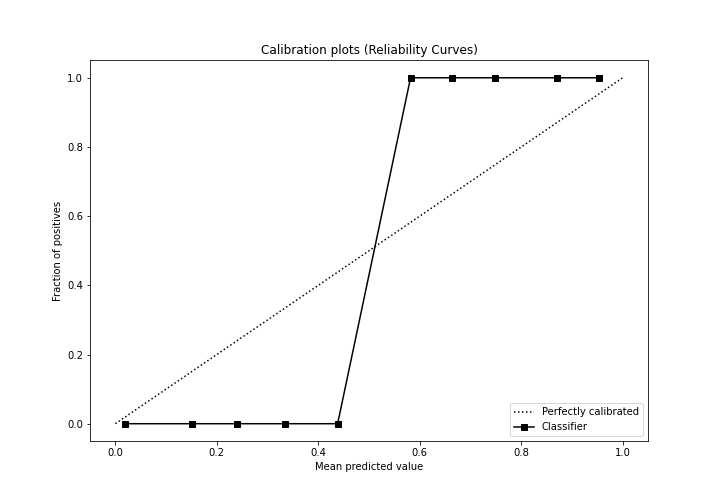 Calibration plots (Reliability Curves)
1.0
0.8
0.6
0.4
0.2
0.0
Fraction of positives
0.0 0.2 0.4 0.6 0.8 1.0
Mean predicted value
Perfectly calibrated
Classifier